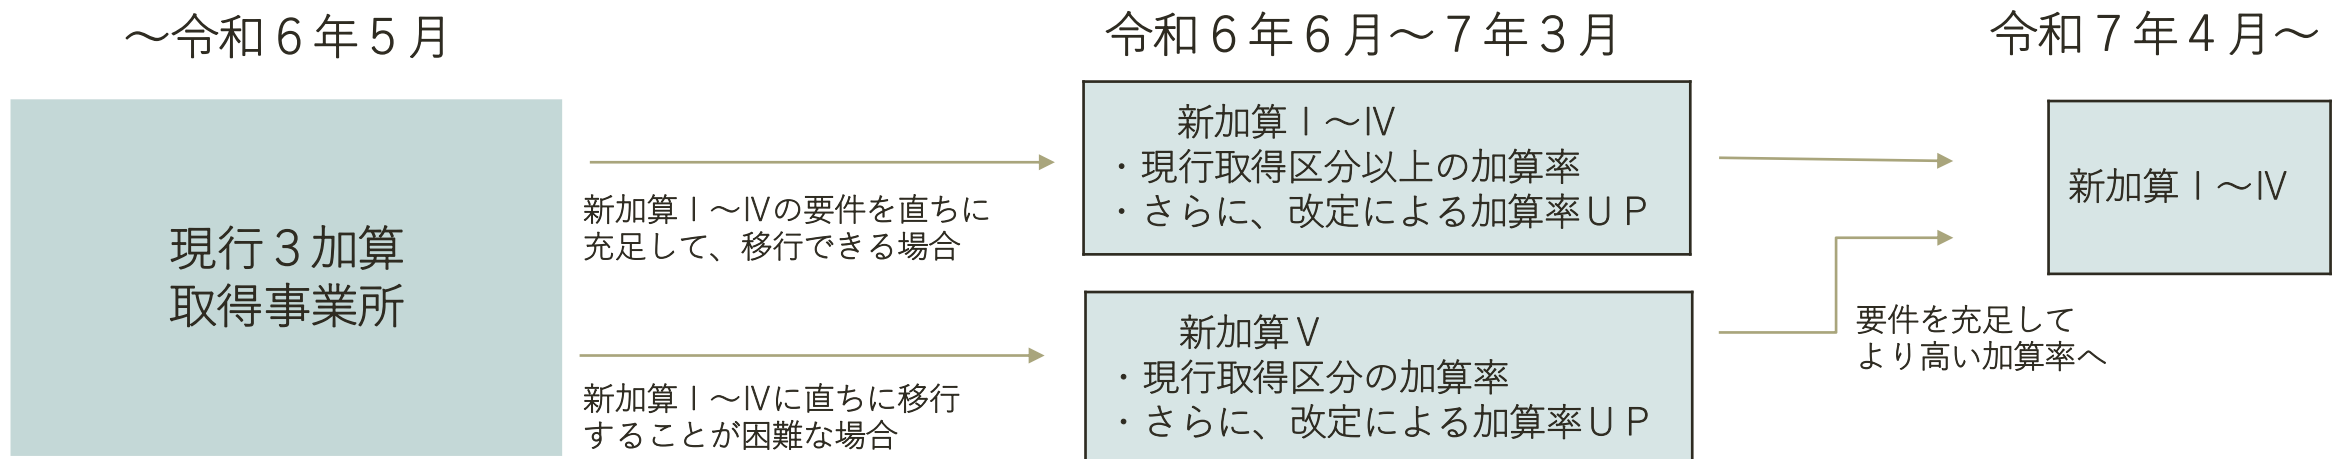 ～令和６年５月
令和６年６月～７年３月
令和７年４月～
現行３加算
取得事業所
新加算Ⅰ～Ⅳの要件を直ちに
充足して、移行できる場合
新加算Ⅰ～Ⅳに直ちに移行
することが困難な場合
新加算Ⅰ～Ⅳ
・現行取得区分以上の加算率
・さらに、改定による加算率ＵＰ
新加算Ⅴ
・現行取得区分の加算率
・さらに、改定による加算率ＵＰ
要件を充足して
より高い加算率へ
新加算Ⅰ～Ⅳ